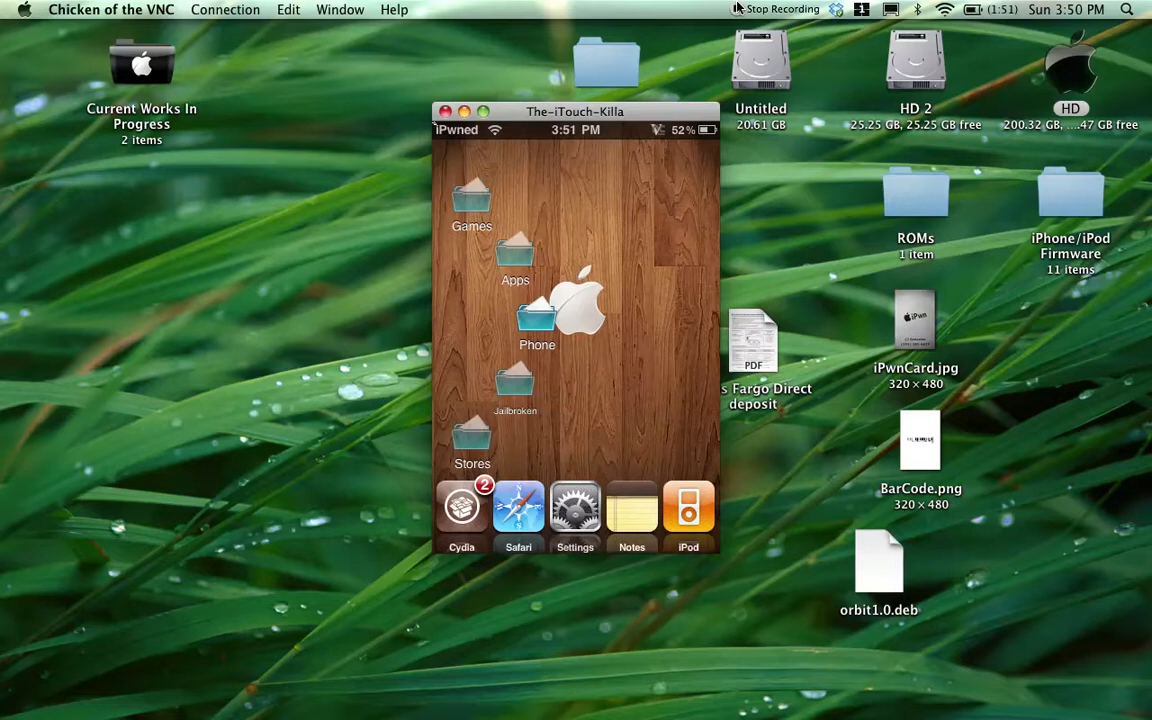 Chicken of the VNC Connection Edit Window Help
Stop Recording 1 (1:51) Sun 3:50 PM
Current Works In
Progress
2 items
Untitled
20.61 GB
HD 2
25.25 GB, 25.25 GB free
HD
200.32 GB, ....47 GB free
The-iTouch-Killa
iPwned 3:51 PM 52%
Games
Apps
Phone
Jailbroken
Stores
2
Cydia Safari Settings Notes iPod
ROMs
1 item
iPhone/iPod
Firmware
11 items
PDF
s Fargo Direct
deposit
iPwn
iPwnCard.jpg
320 × 480
BarCode.png
320 × 480
orbit1.0.deb